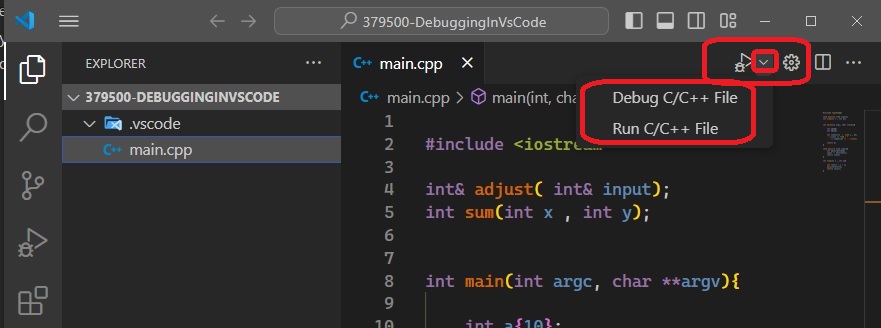 379500-DebuggingInVsCode
EXPLORER
379500-DEBUGGINGINVSCODE
.vscode
main.cpp
main.cpp
main.cpp > main(int, cha
Debug C/C++ File
Run C/C++ File
1
2 #include <iostream
3
4 int& adjust( int& input);
5 int sum(int x , int y);
6
7
8 int main(int argc, char **argv){
9
10 int a{10};